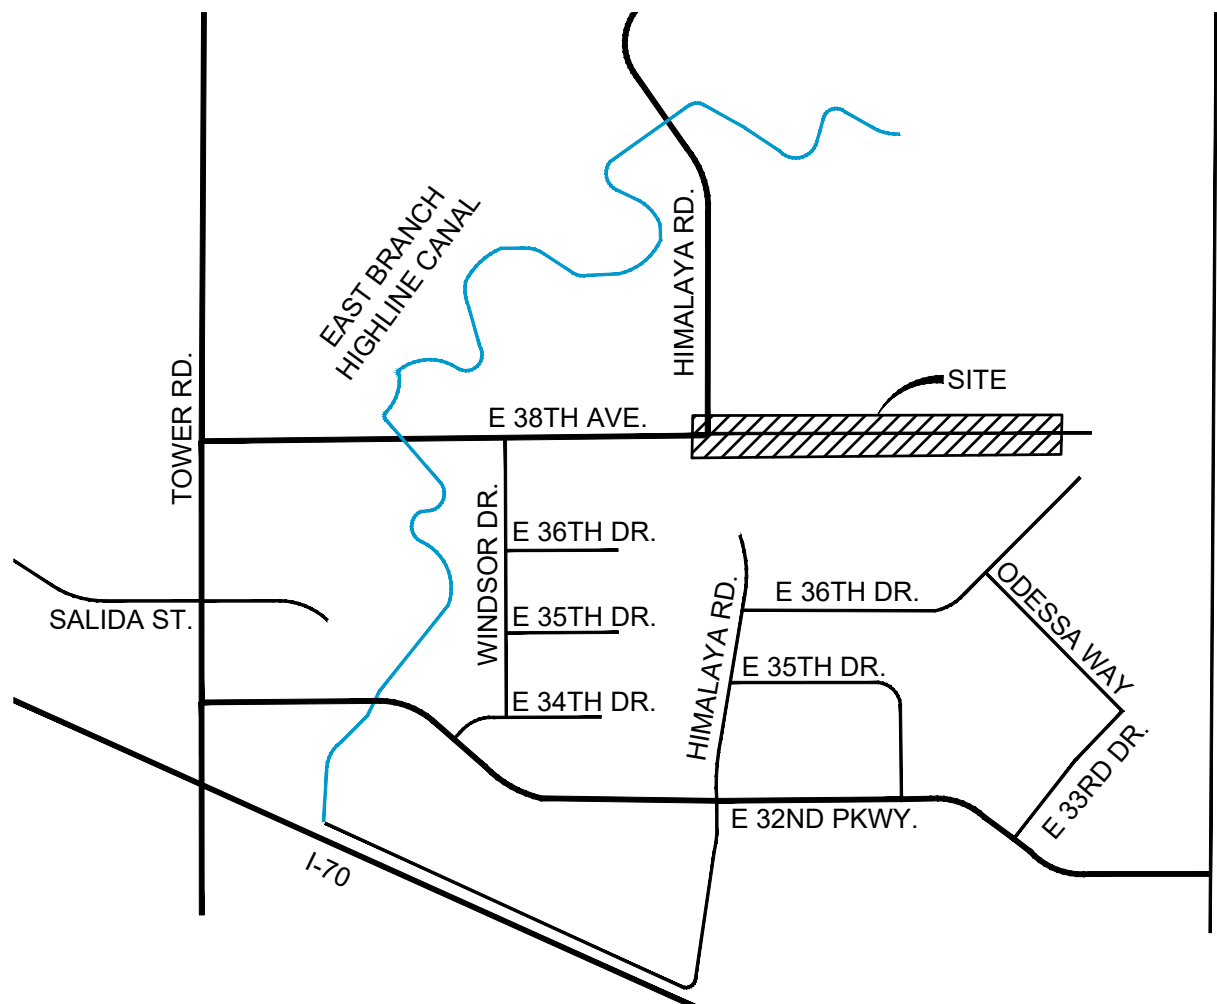 EAST BRANCH
HIGHLINE CANAL
HIMALAYA RD.
TOWER RD.
SITE
E 38TH AVE.
WINDSOR DR.
E 36TH DR.
E 35TH DR.
E 34TH DR.
SALIDA ST.
HIMALAYA RD.
E 36TH DR.
E 35TH DR.
ODESSA WAY
E 33RD DR.
E 32ND PKWY.
I-70